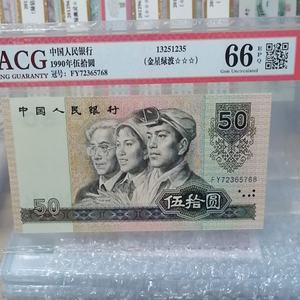 ACG 中国人民银行 13251235 66 EPQ
NG GUARANTY 1990年伍拾圆 (金星绿波☆☆☆) Gem Uncirculated
冠号: FY72365768
中国人民银行 50
FY72365768
50 伍拾圆